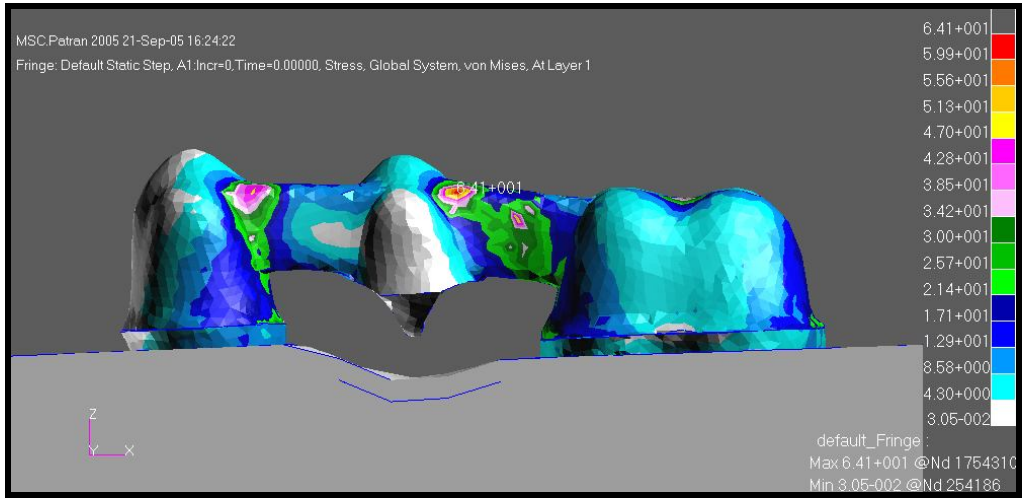 MSC.Patran 2005 21-Sep-05 16:24:22
Fringe: Default Static Step, A1:Incr=0,Time=0.00000, Stress, Global System, von Mises, At Layer 1
6.41+001
5.99+001
5.56+001
5.13+001
4.70+001
4.28+001
3.85+001
3.42+001
3.00+001
2.57+001
2.14+001
1.71+001
1.29+001
8.58+000
4.30+000
3.05-002
6.41+001
Z
Y
X
default_Fringe :
Max 6.41+001 @Nd 1754310
Min 3.05-002 @Nd 254186